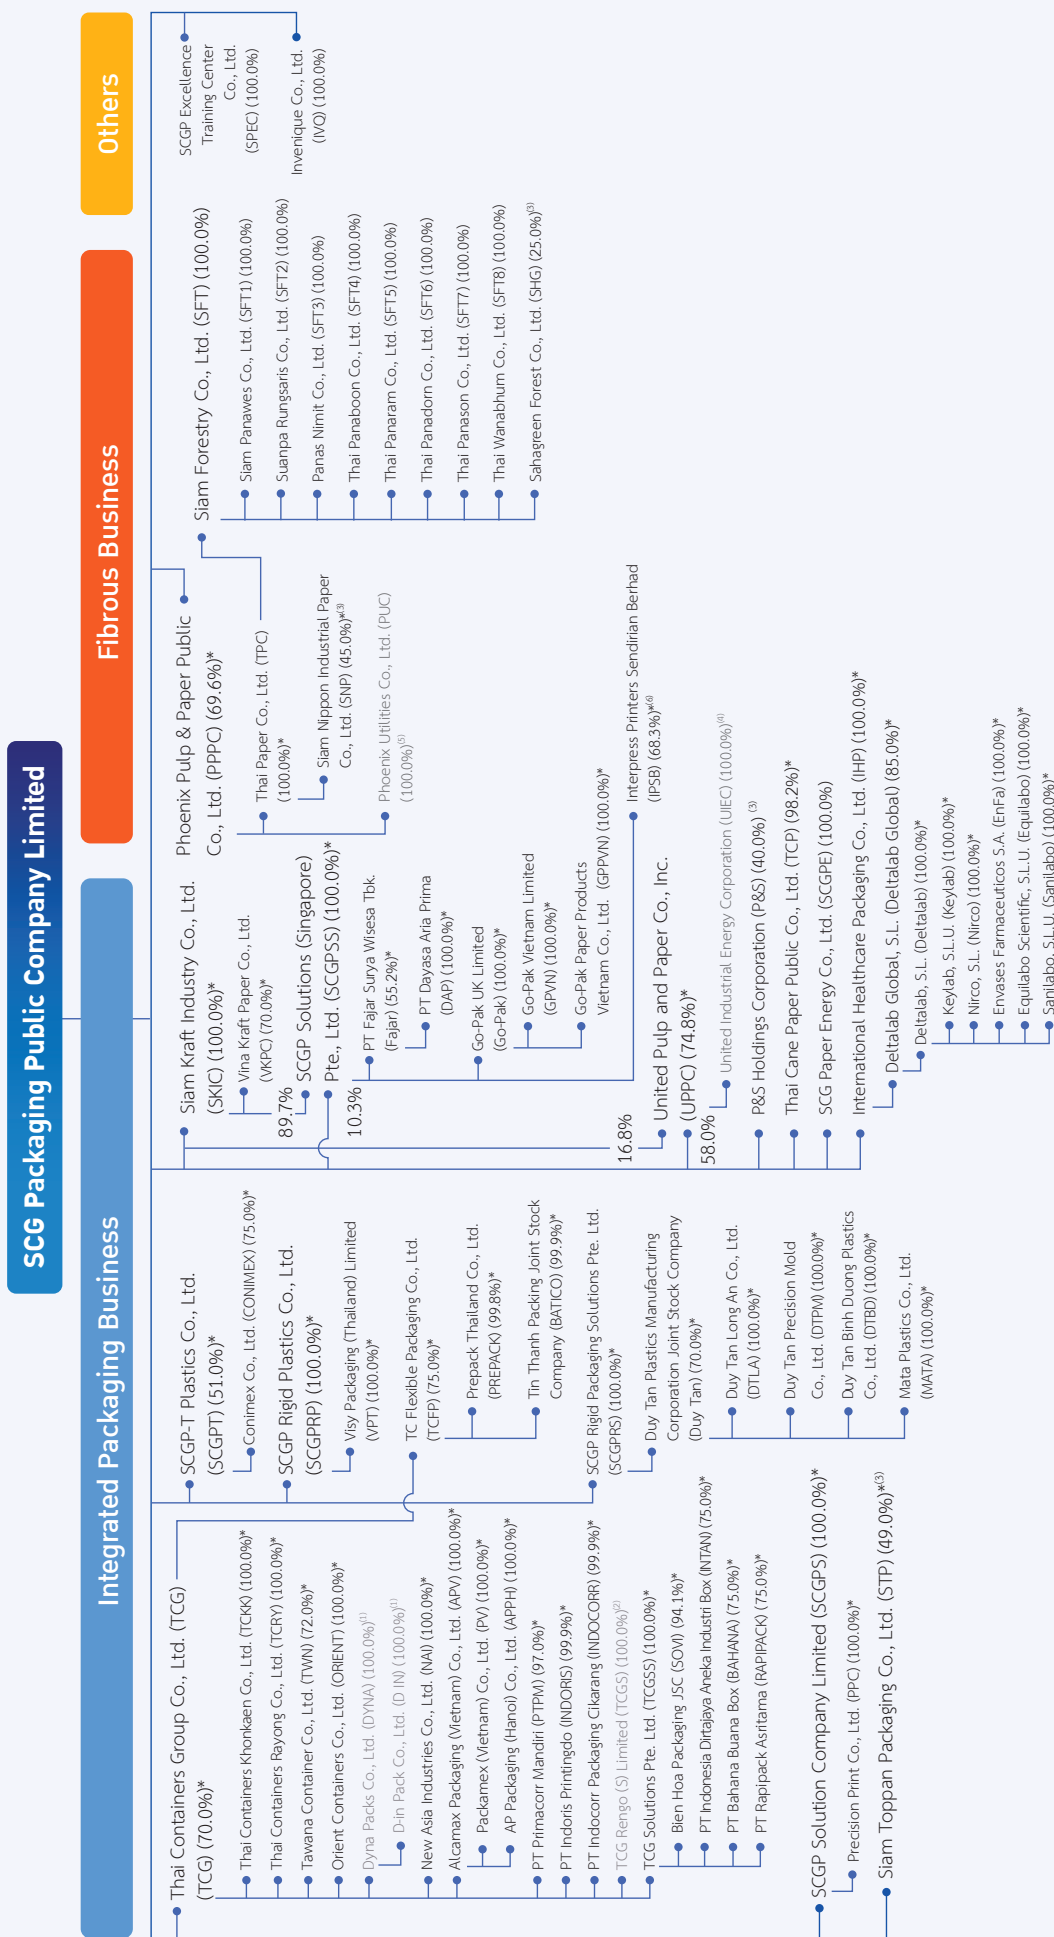 SCG Packaging Public Company Limited
Integrated Packaging Business
Thai Containers Group Co., Ltd. (TCG)
(TCG) (70.0%)*
Thai Containers Khonkaen Co., Ltd. (TCKK) (100.0%)*
Thai Containers Rayong Co., Ltd. (TCRY) (100.0%)*
Tawana Container Co., Ltd. (TWN) (72.0%)*
Orient Containers Co., Ltd. (ORIENT) (100.0%)*
Dyna Packs Co., Ltd. (DYNA) (100.0%)(1)
D-in Pack Co., Ltd. (D IN) (100.0%)(1)
New Asia Industries Co., Ltd. (NAI) (100.0%)*
Alcamax Packaging (Vietnam) Co., Ltd. (APV) (100.0%)*
Packamex (Vietnam) Co., Ltd. (PV) (100.0%)*
AP Packaging (Hanoi) Co., Ltd. (APPH) (100.0%)*
PT Primacorr Mandiri (PTPM) (97.0%)*
PT Indoris Printingdo (INDORIS) (99.9%)*
PT Indocorr Packaging Cikarang (INDOCORR) (99.9%)*
TCG Rengo (S) Limited (TCGS) (100.0%)(2)
TCG Solutions Pte. Ltd. (TCGSS) (100.0%)*
Bien Hoa Packaging JSC (SOVI) (94.1%)*
PT Indonesia Dirtajaya Aneka Industri Box (INTAN) (75.0%)*
PT Bahana Buana Box (BAHANA) (75.0%)*
PT Rapipack Asritama (RAPIPACK) (75.0%)*
SCGP Solution Company Limited (SCGPS) (100.0%)*
Precision Print Co., Ltd. (PPC) (100.0%)*
Siam Toppan Packaging Co., Ltd. (STP) (49.0%)*(3)
SCGP-T Plastics Co., Ltd.
(SCGPT) (51.0%)*
Conimex Co., Ltd. (CONIMEX) (75.0%)*
SCGP Rigid Plastics Co., Ltd.
(SCGPRP) (100.0%)*
Visy Packaging (Thailand) Limited
(VPT) (100.0%)*
TC Flexible Packaging Co., Ltd.
(TCFP) (75.0%)*
Prepack Thailand Co., Ltd.
(PREPACK) (99.8%)*
Tin Thanh Packing Joint Stock
Company (BATICO) (99.9%)*
SCGP Rigid Packaging Solutions Pte. Ltd.
(SCGPRS) (100.0%)*
Duy Tan Plastics Manufacturing
Corporation Joint Stock Company
(Duy Tan) (70.0%)*
Duy Tan Long An Co., Ltd.
(DTLA) (100.0%)*
Duy Tan Precision Mold
Co., Ltd. (DTPM) (100.0%)*
Duy Tan Binh Duong Plastics
Co., Ltd. (DTBD) (100.0%)*
Mata Plastics Co., Ltd.
(MATA) (100.0%)*
Siam Kraft Industry Co., Ltd.
(SKIC) (100.0%)*
Vina Kraft Paper Co., Ltd.
(VKPC) (70.0%)*
89.7%
SCGP Solutions (Singapore)
Pte., Ltd. (SCGPSS) (100.0%)*
10.3%
PT Fajar Surya Wisesa Tbk.
(Fajar) (55.2%)*
PT Dayasa Aria Prima
(DAP) (100.0%)*
Go-Pak UK Limited
(Go-Pak) (100.0%)*
Go-Pak Vietnam Limited
(GPVN) (100.0%)*
Go-Pak Paper Products
Vietnam Co., Ltd. (GPPVN) (100.0%)*
Interpress Printers Sendirian Berhad
(IPSB) (68.3%)*(6)
16.8%
United Pulp and Paper Co., Inc.
(UPPC) (74.8%)*
58.0%
United Industrial Energy Corporation (UIEC) (100.0%)(4)
P&S Holdings Corporation (P&S) (40.0%) (3)
Thai Cane Paper Public Co., Ltd. (TCP) (98.2%)*
SCG Paper Energy Co., Ltd. (SCGPE) (100.0%)
International Healthcare Packaging Co., Ltd. (IHP) (100.0%)*
Deltalab Global, S.L. (Deltalab Global) (85.0%)*
Deltalab, S.L. (Deltalab) (100.0%)*
Keylab, S.L.U. (Keylab) (100.0%)*
Nirco, S.L. (Nirco) (100.0%)*
Envases Farmaceuticos S.A. (EnFa) (100.0%)*
Equilabo Scientific, S.L.U. (Equilabo) (100.0%)*
Sanilabo, S.L.U. (Sanilabo) (100.0%)*
Fibrous Business
Phoenix Pulp & Paper Public
Co., Ltd. (PPPC) (69.6%)*
Thai Paper Co., Ltd. (TPC)
(100.0%)*
Siam Nippon Industrial Paper
Co., Ltd. (SNP) (45.0%)*(3)
Phoenix Utilities Co., Ltd. (PUC)
(100.0%)(5)
Siam Forestry Co., Ltd. (SFT) (100.0%)
Siam Panawes Co., Ltd. (SFT1) (100.0%)
Suanpa Rungsaris Co., Ltd. (SFT2) (100.0%)
Panas Nimit Co., Ltd. (SFT3) (100.0%)
Thai Panaboon Co., Ltd. (SFT4) (100.0%)
Thai Panaram Co., Ltd. (SFT5) (100.0%)
Thai Panadorn Co., Ltd. (SFT6) (100.0%)
Thai Panason Co., Ltd. (SFT7) (100.0%)
Thai Wanabhum Co., Ltd. (SFT8) (100.0%)
Sahagreen Forest Co., Ltd. (SHG) (25.0%)(3)
Others
SCGP Excellence
Training Center
Co., Ltd.
(SPEC) (100.0%)
Invenique Co., Ltd.
(IVQ) (100.0%)